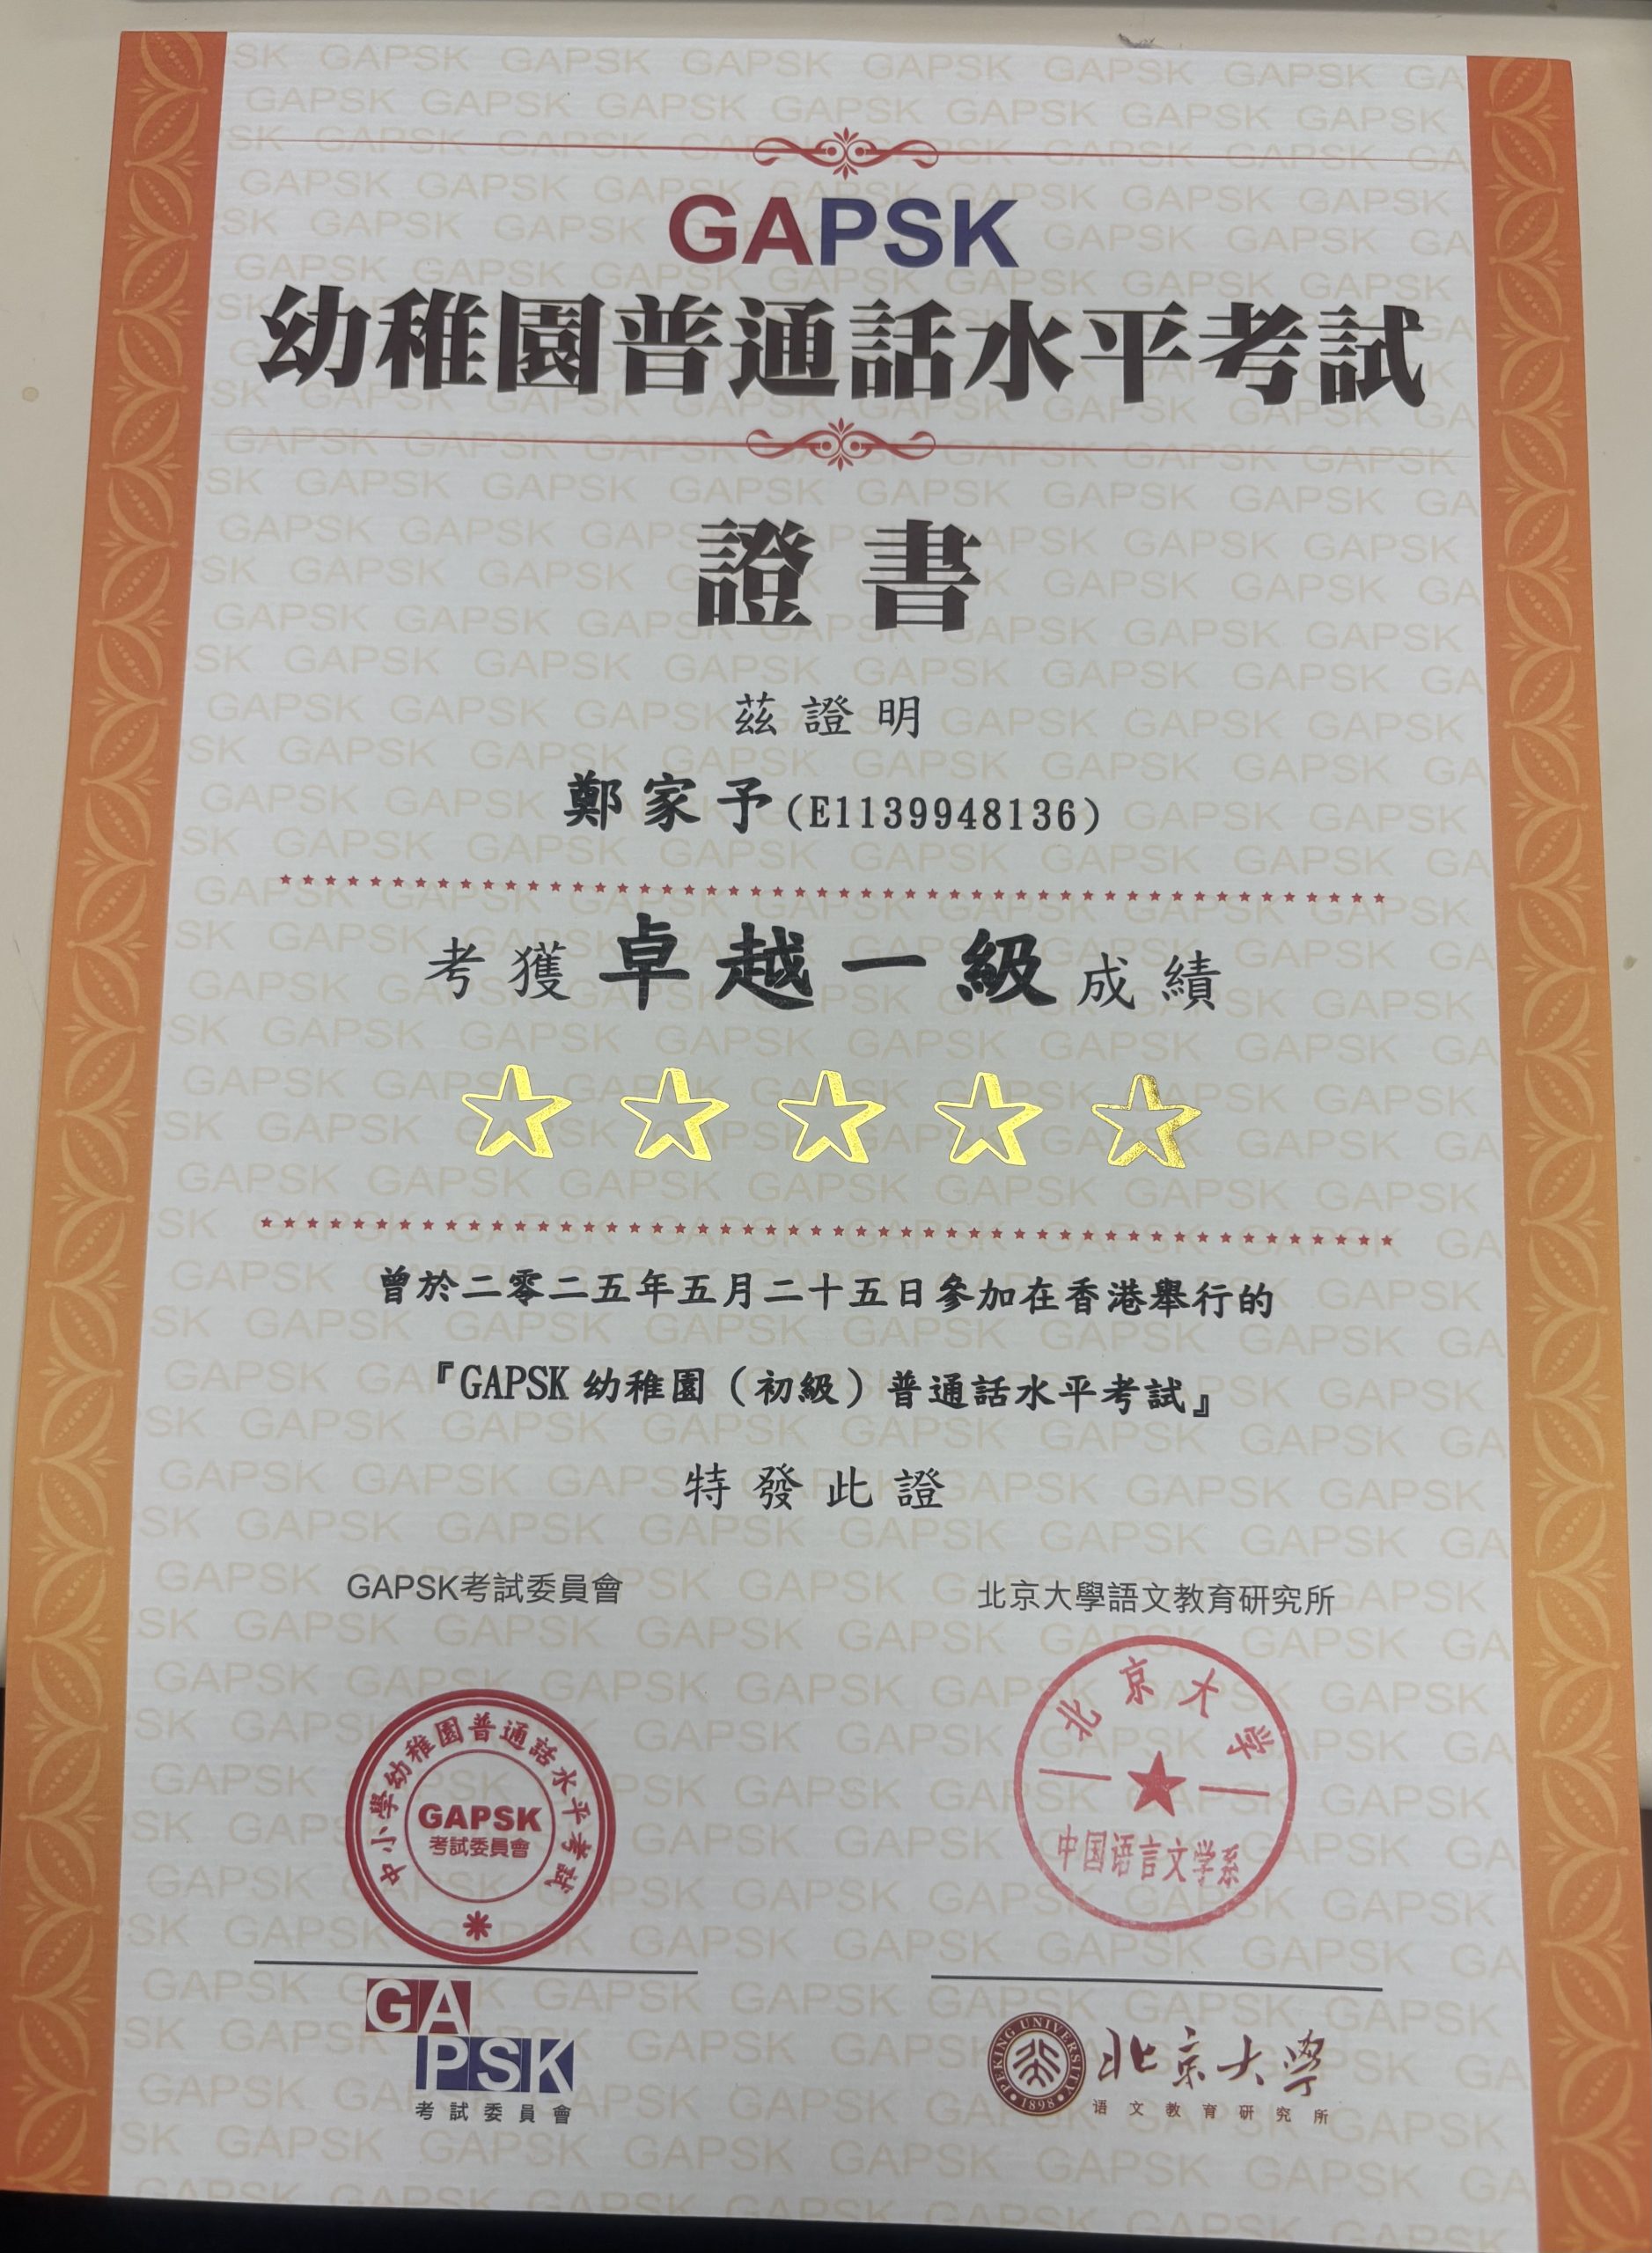 GAPSK
幼稚園普通話水平考試
證書
茲證明
鄭家予(E1139948136)
考獲卓越一級成績
曾於二零二五年五月二十五日參加在香港舉行的
『GAPSK 幼稚園（初級）普通話水平考試』
特發此證
GAPSK考試委員會
北京大學語文教育研究所
中小學幼稚園普通話水平考試
GAPSK
考試委員會
北京大学
中国语言文学系
GAPSK
考試委員會
PEKING UNIVERSITY
1898
北京大學
语文教育研究所